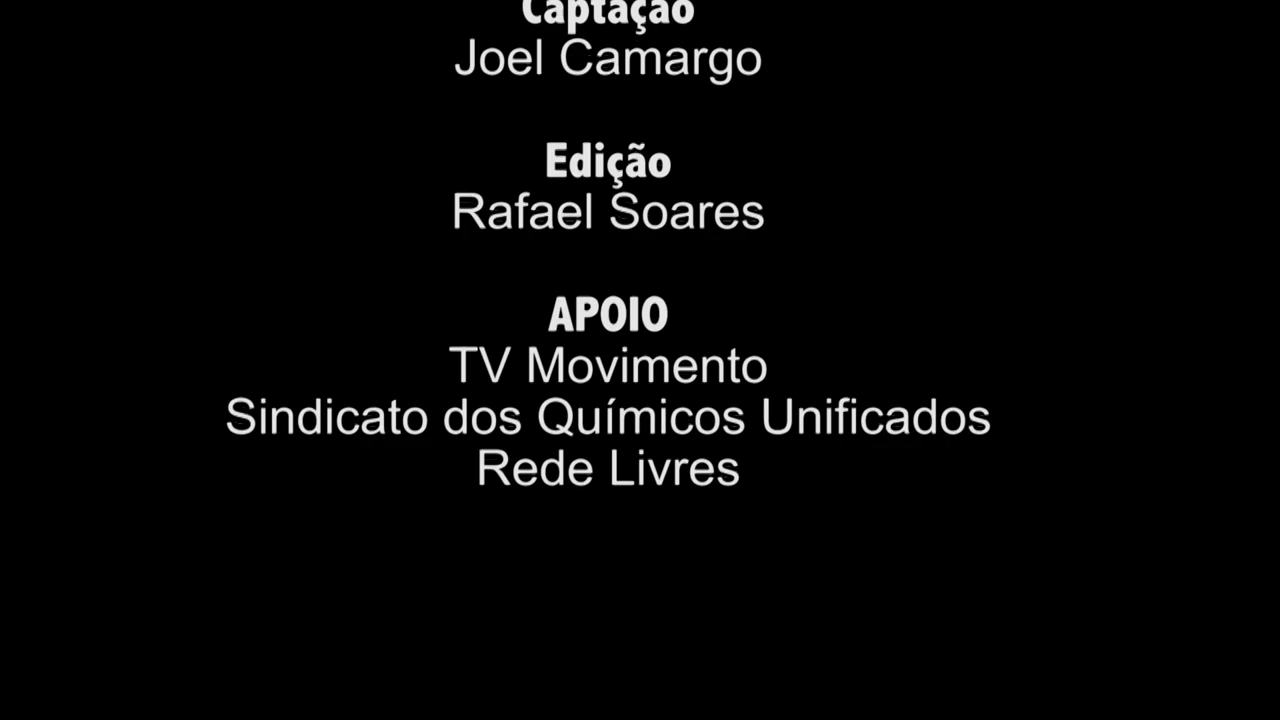 Captação
Joel Camargo
Edição
Rafael Soares
APOIO
TV Movimento
Sindicato dos Químicos Unificados
Rede Livres